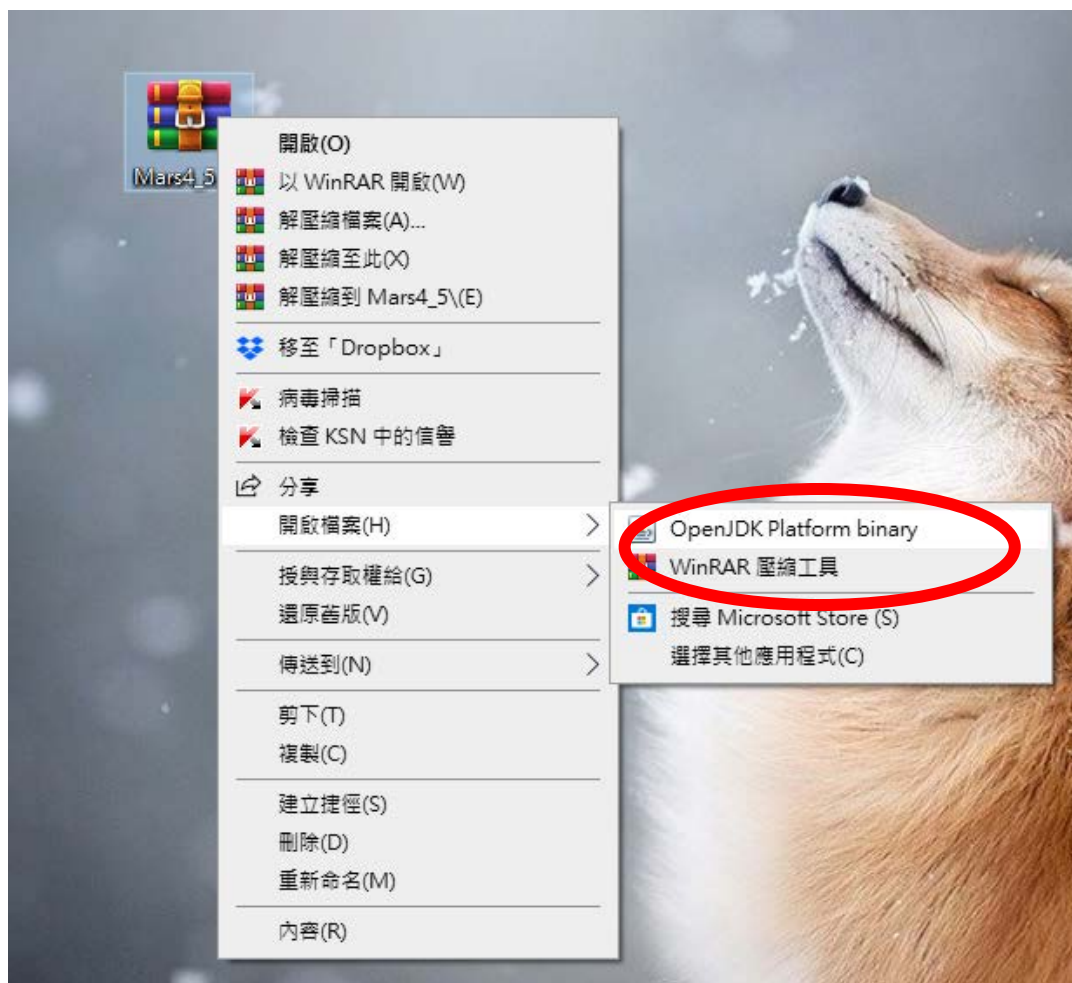 Mars4_5
開啟(O)
以 WinRAR 開啟(W)
解壓縮檔案(A)...
解壓縮至此(X)
解壓縮到 Mars4_5\(E)
移至「Dropbox」
病毒掃描
檢查 KSN 中的信譽
分享
開啟檔案(H)
OpenJDK Platform binary
WinRAR 壓縮工具
搜尋 Microsoft Store (S)
選擇其他應用程式(C)
授與存取權給(G)
還原舊版(V)
傳送到(N)
剪下(T)
複製(C)
建立捷徑(S)
刪除(D)
重新命名(M)
內容(R)